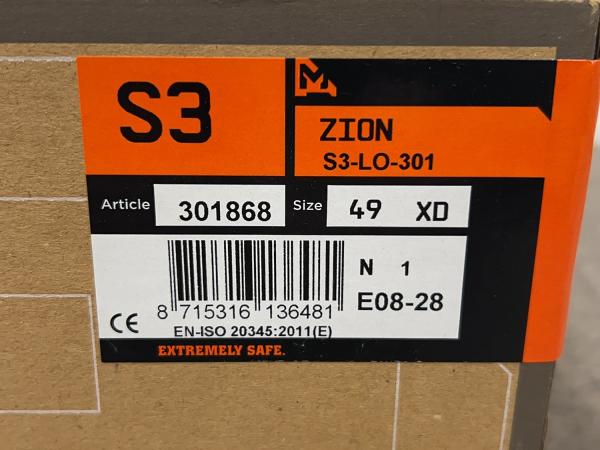 S3
M
ZION
S3-LO-301
Article 301868 Size 49 XD
N 1
E08-28
8 715316 136481
CE
EN-ISO 20345:2011(E)
EXTREMELY SAFE.